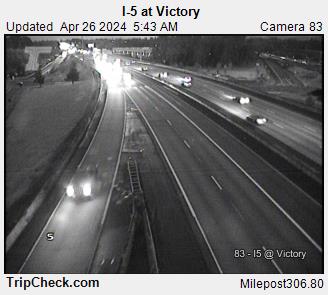 I-5 at Victory
Updated Apr 26 2024 5:43 AM Camera 83
S
83 - I5 @ Victory
TripCheck.com Milepost306.80